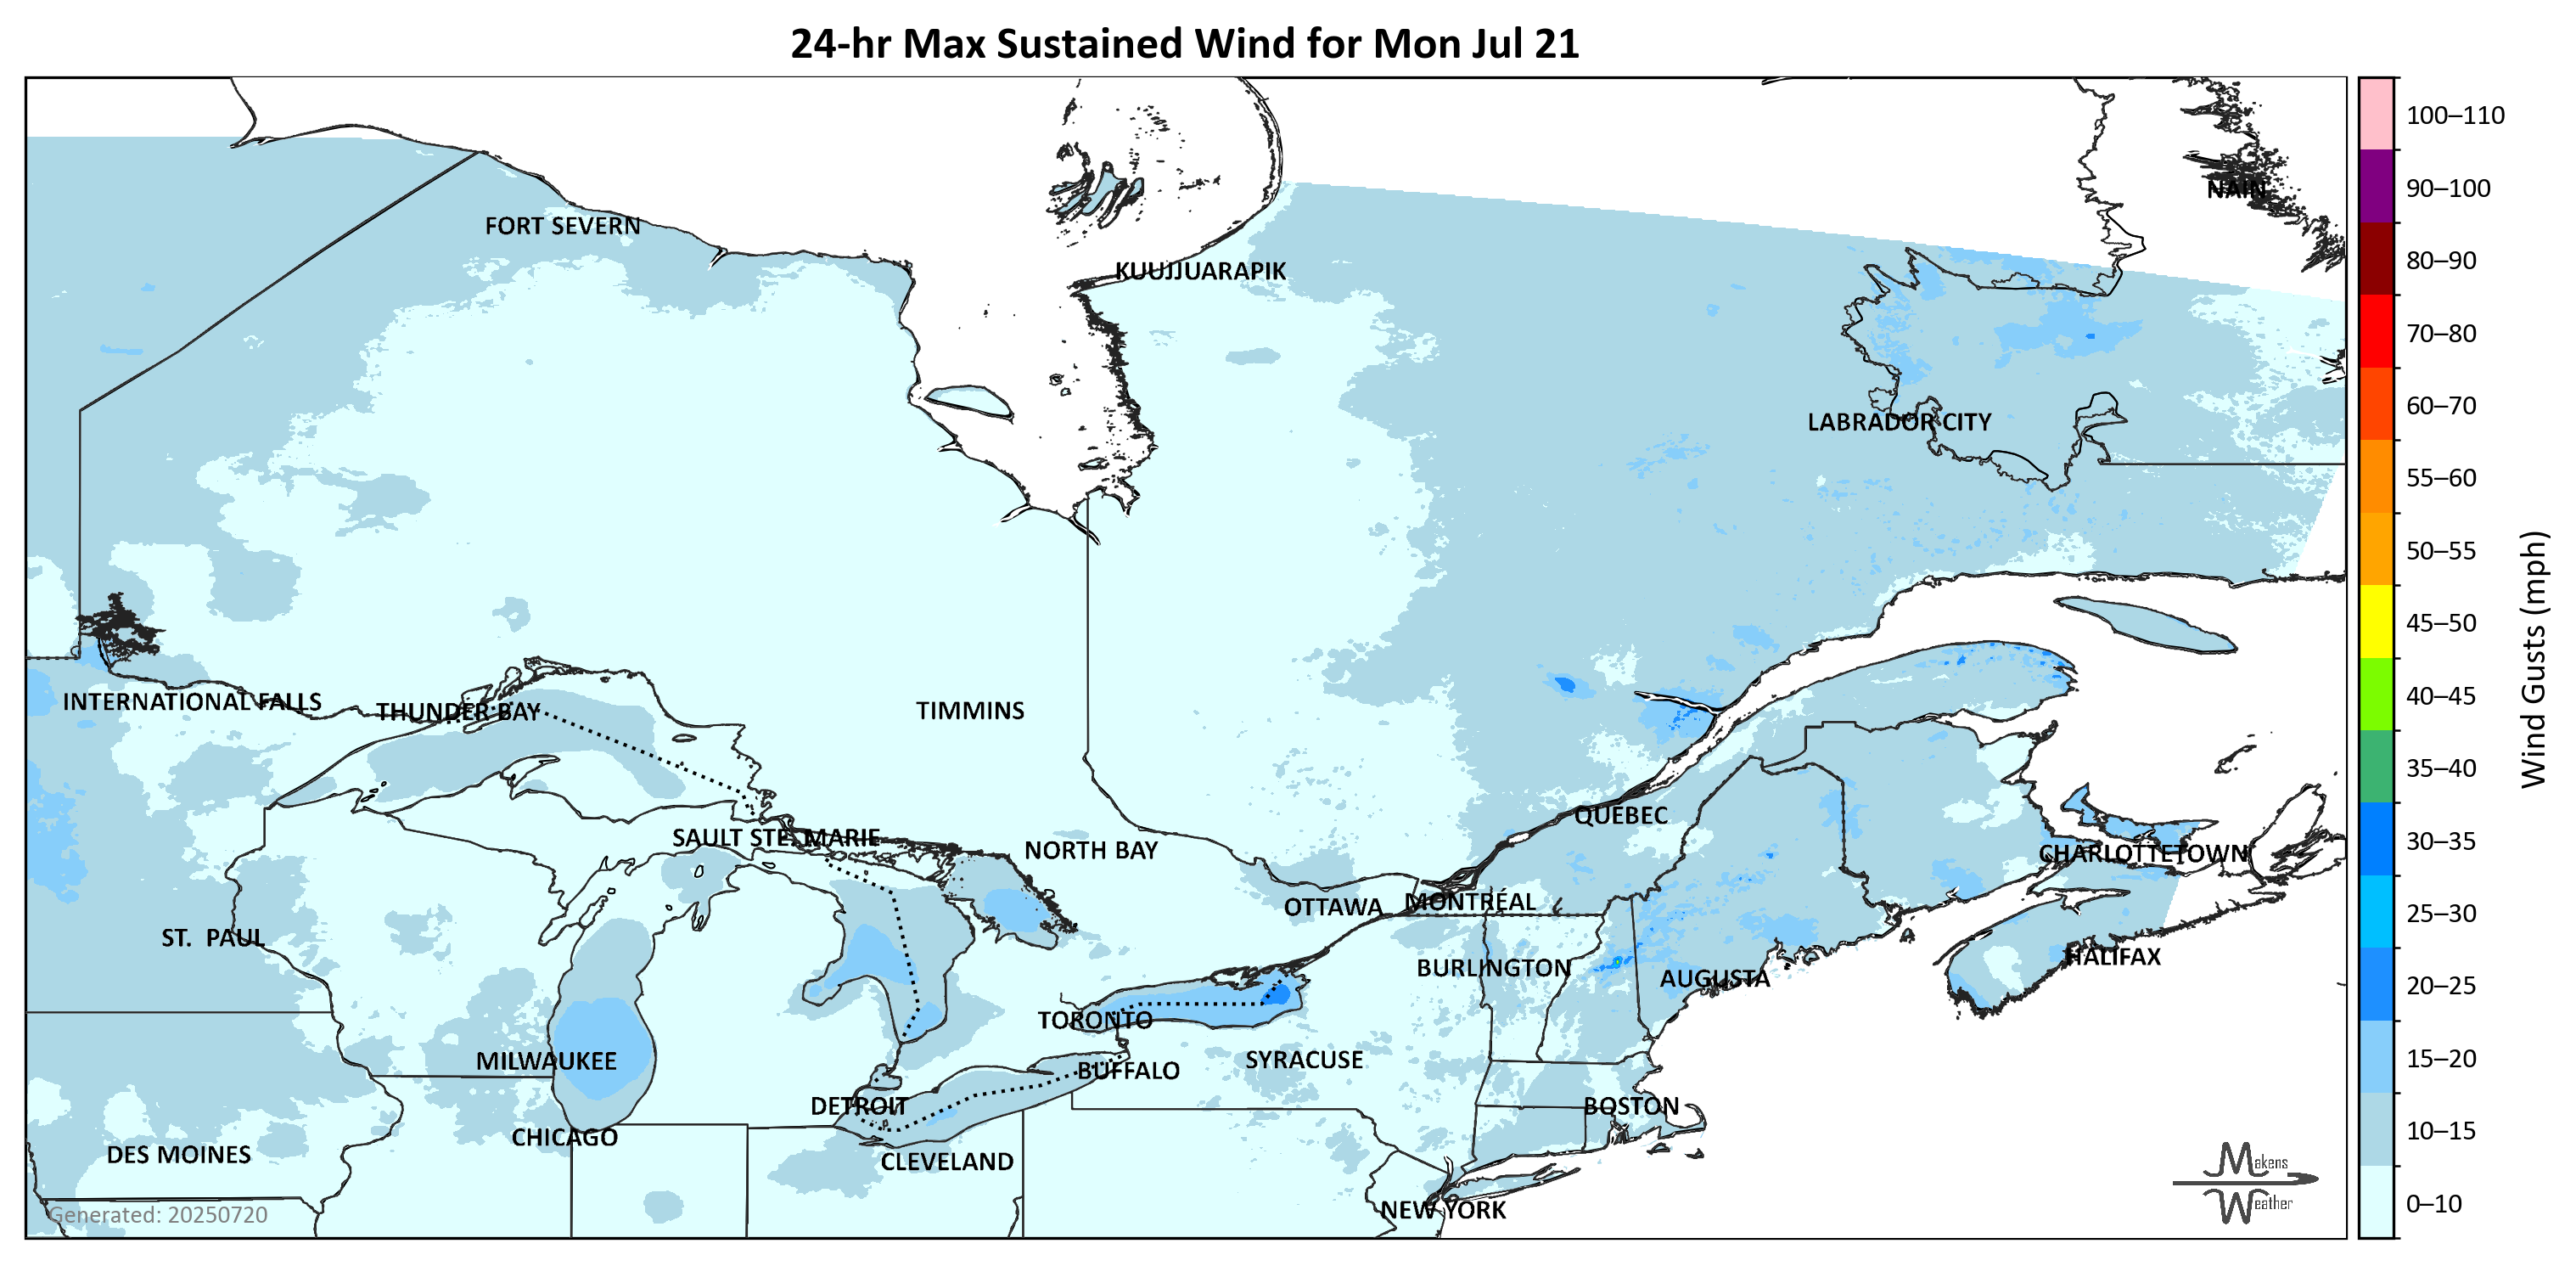 24-hr Max Sustained Wind for Mon Jul 21
100–110
90–100
NAIN
FORT SEVERN
80–90
KUUJJUARAPIK
70–80
60–70
LABRADOR CITY
55–60
50–55
45–50
Wind Gusts (mph)
INTERNATIONAL FALLS
THUNDER BAY
TIMMINS
40–45
35–40
QUEBEC
SAULT STE. MARIE
NORTH BAY
CHARLOTTETOWN
30–35
OTTAWA
MONTRÉAL
25–30
ST. PAUL
BURLINGTON
AUGUSTA
HALIFAX
20–25
TORONTO
MILWAUKEE
BUFFALO
SYRACUSE
15–20
DETROIT
BOSTON
10–15
CHICAGO
DES MOINES
CLEVELAND
Makens
Weather
NEW YORK
0–10
Generated: 20250720